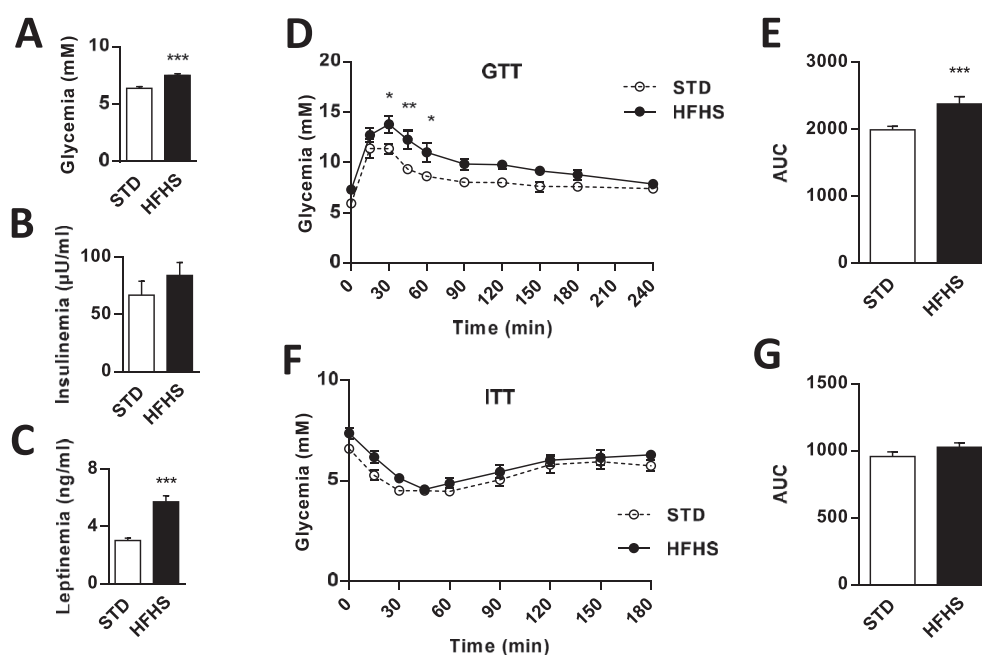 A
Glycemia (mM)
10
5
0
***
STD
HFHS
B
Insulinemia (µU/ml)
100
50
0
STD
HFHS
C
Leptinemia (ng/ml)
8
4
0
***
STD
HFHS
D
GTT
Glycemia (mM)
20
15
10
5
0
* ** *
STD
HFHS
0 30 60 90 120 150 180 210 240
Time (min)
E
AUC
3000
2000
1000
0
***
STD
HFHS
F
ITT
Glycemia (mM)
10
5
0
STD
HFHS
0 30 60 90 120 150 180
Time (min)
G
AUC
1500
1000
500
0
STD
HFHS